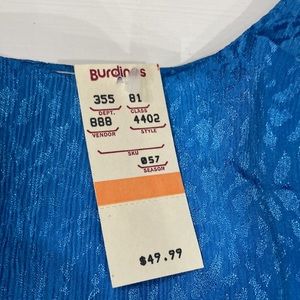 Burdines
355 81
DEPT. CLASS
888 4402
VENDOR STYLE
SKU
057
SEASON
$49.99